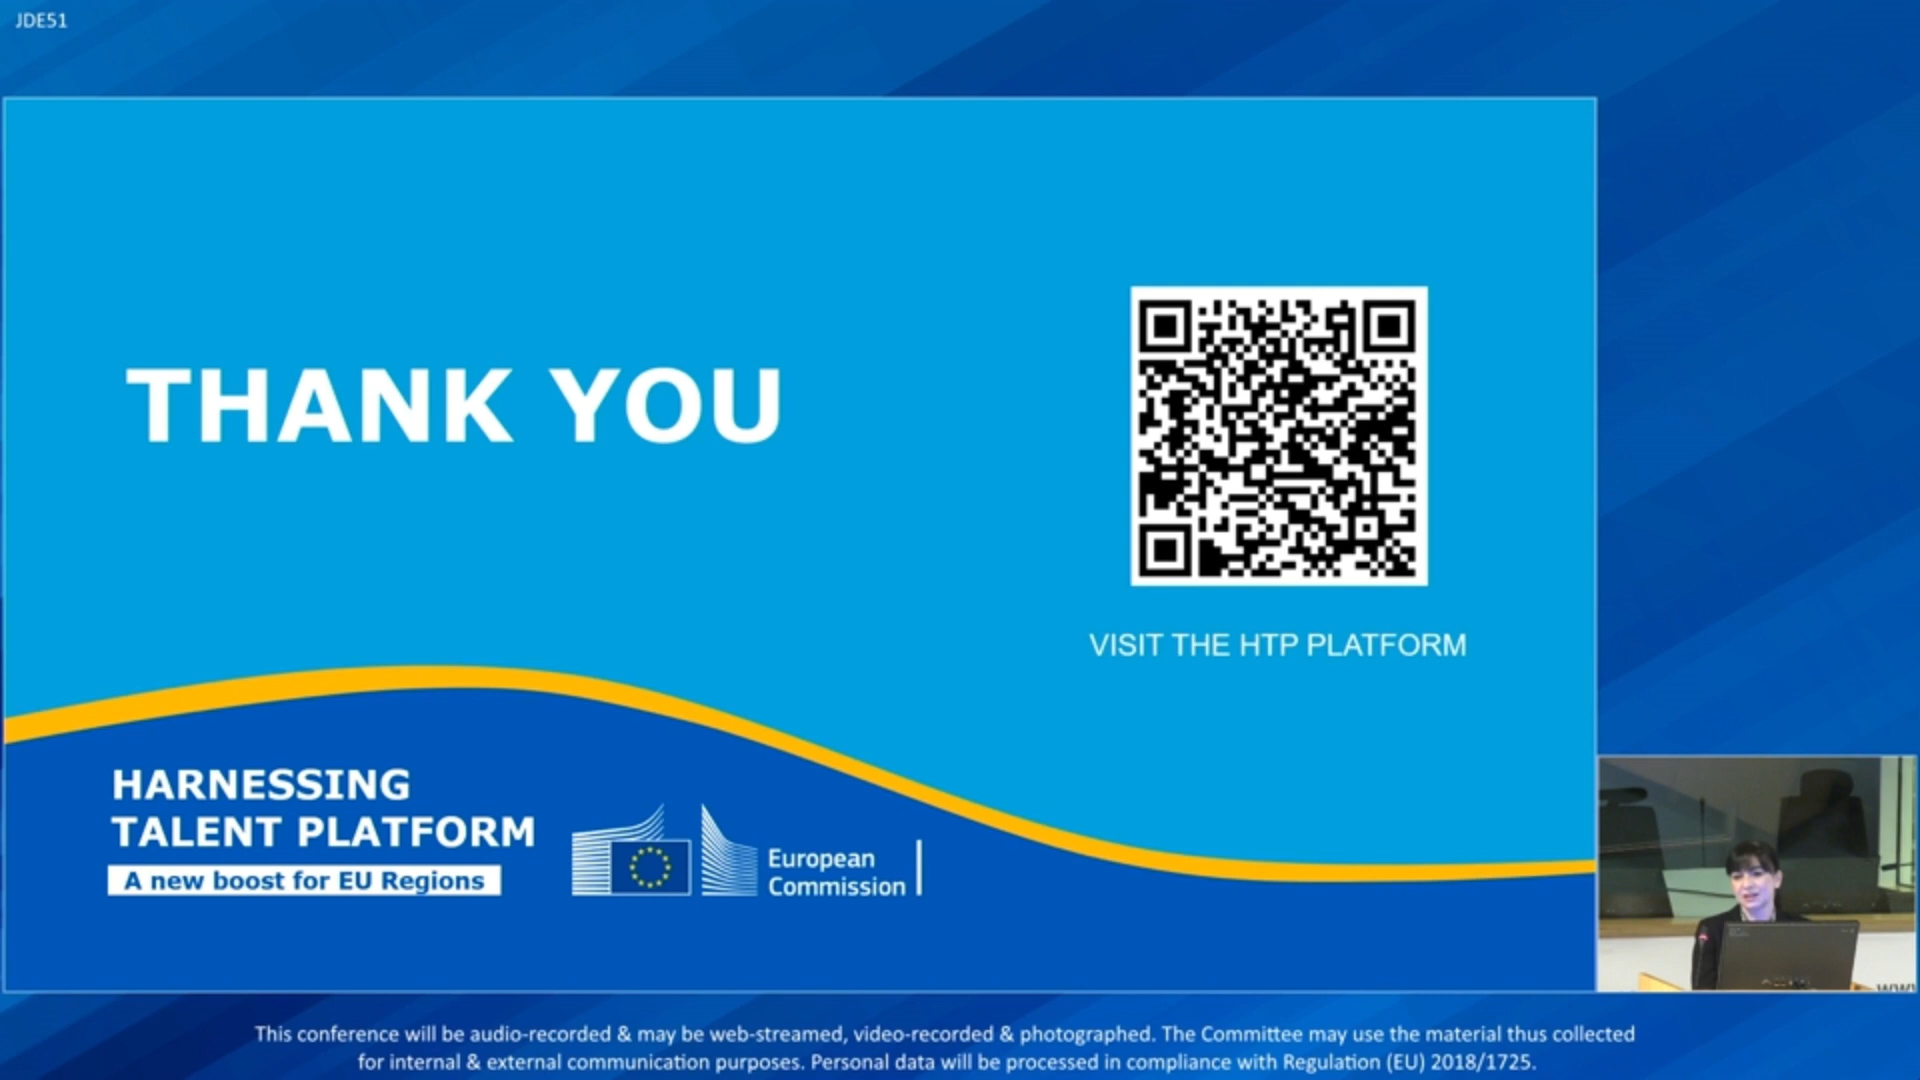 JDE51
THANK YOU
VISIT THE HTP PLATFORM
HARNESSING
TALENT PLATFORM
A new boost for EU Regions
European
Commission
This conference will be audio-recorded & may be web-streamed, video-recorded & photographed. The Committee may use the material thus collected
for internal & external communication purposes. Personal data will be processed in compliance with Regulation (EU) 2018/1725.